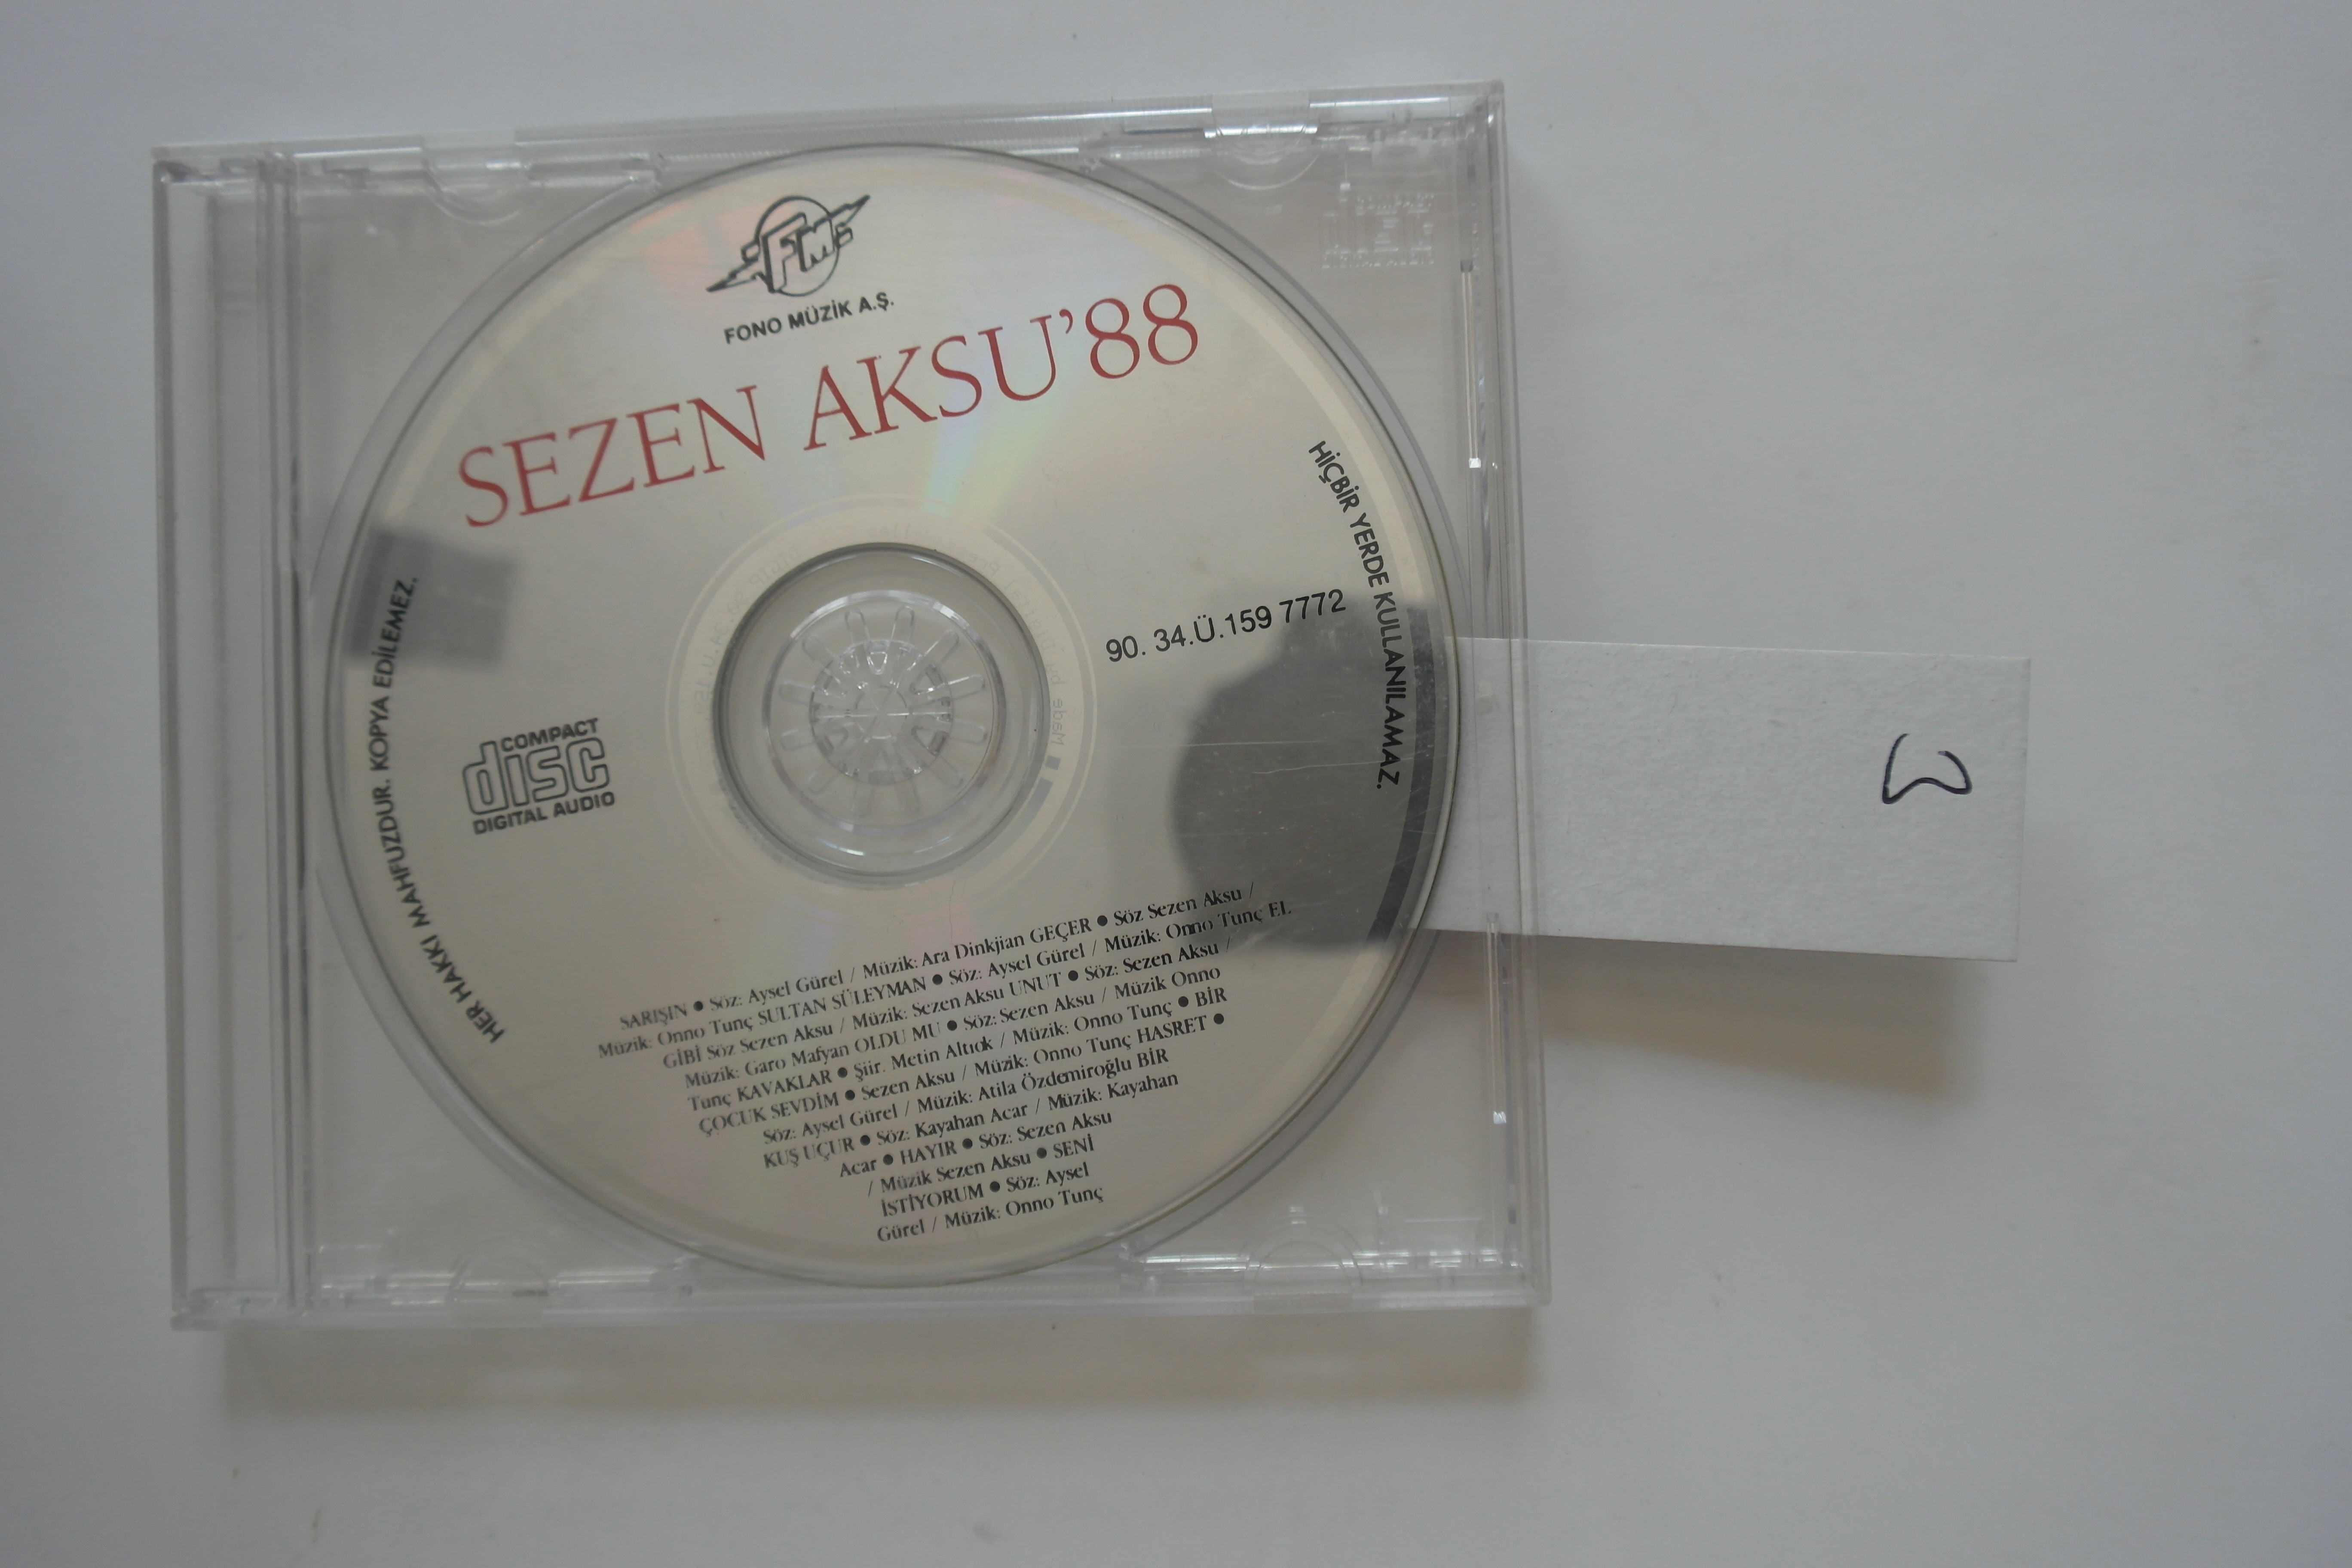 FM
FONO MÜZİK A.Ş.
SEZEN AKSU'88
HER HAKKI MAHFUZDUR. KOPYA EDİLEMEZ.
HİÇBİR YERDE KULLANILAMAZ.
90. 34.Ü.159 7772
COMPACT
disc
DIGITAL AUDIO
SARIŞIN ● Söz: Aysel Gürel / Müzik: Ara Dinkjian GEÇER ● Söz Sezen Aksu /
Müzik: Onno Tunç SULTAN SÜLEYMAN ● Söz: Aysel Gürel / Müzik: Onno Tunç EL
GİBİ Söz Sezen Aksu / Müzik: Sezen Aksu UNUT ● Söz: Sezen Aksu /
Müzik: Garo Mafyan OLDU MU ● Söz: Sezen Aksu / Müzik Onno
Tunç KAVAKLAR ● Şiir. Metin Altıok / Müzik: Onno Tunç ● BİR
ÇOCUK SEVDİM ● Sezen Aksu / Müzik: Onno Tunç HASRET ●
Söz: Aysel Gürel / Müzik: Atila Özdemiroğlu BİR
KUŞ UÇUR ● Söz: Kayahan Acar / Müzik: Kayahan
Acar ● HAYIR ● Söz: Sezen Aksu
/ Müzik Sezen Aksu ● SENİ
İSTİYORUM ● Söz: Aysel
Gürel / Müzik: Onno Tunç